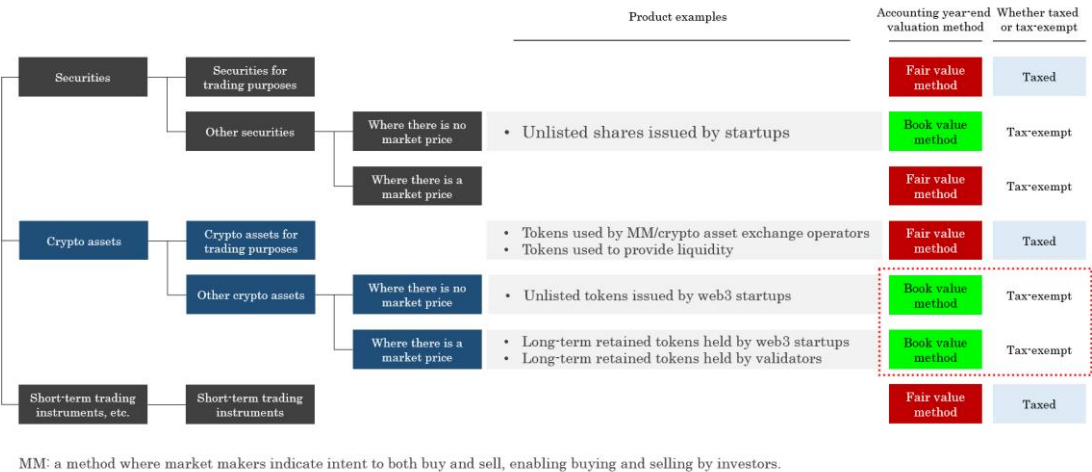 Product examples
Accounting year-end
valuation method
Whether taxed
or tax-exempt
Securities
Securities for
trading purposes
Fair value
method
Taxed
Other securities
Where there is no
market price
• Unlisted shares issued by startups
Book value
method
Tax-exempt
Where there is a
market price
Fair value
method
Tax-exempt
Crypto assets
Crypto assets for
trading purposes
• Tokens used by MM/crypto asset exchange operators
• Tokens used to provide liquidity
Fair value
method
Taxed
Other crypto assets
Where there is no
market price
• Unlisted tokens issued by web3 startups
Book value
method
Tax-exempt
Where there is a
market price
• Long-term retained tokens held by web3 startups
• Long-term retained tokens held by validators
Book value
method
Tax-exempt
Short-term trading
instruments, etc.
Short-term trading
instruments
Fair value
method
Taxed
MM: a method where market makers indicate intent to both buy and sell, enabling buying and selling by investors.